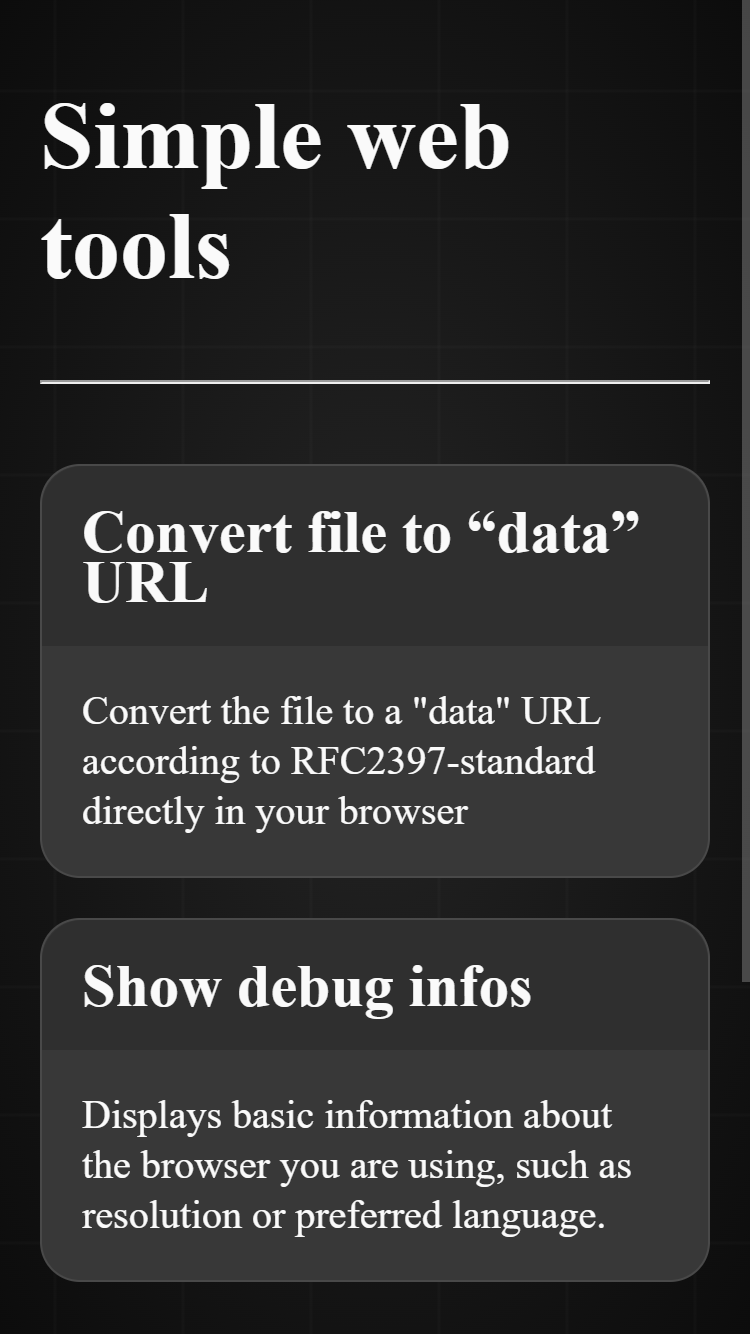 Simple web
tools
Convert file to “data”
URL
Convert the file to a "data" URL
according to RFC2397-standard
directly in your browser
Show debug infos
Displays basic information about
the browser you are using, such as
resolution or preferred language.